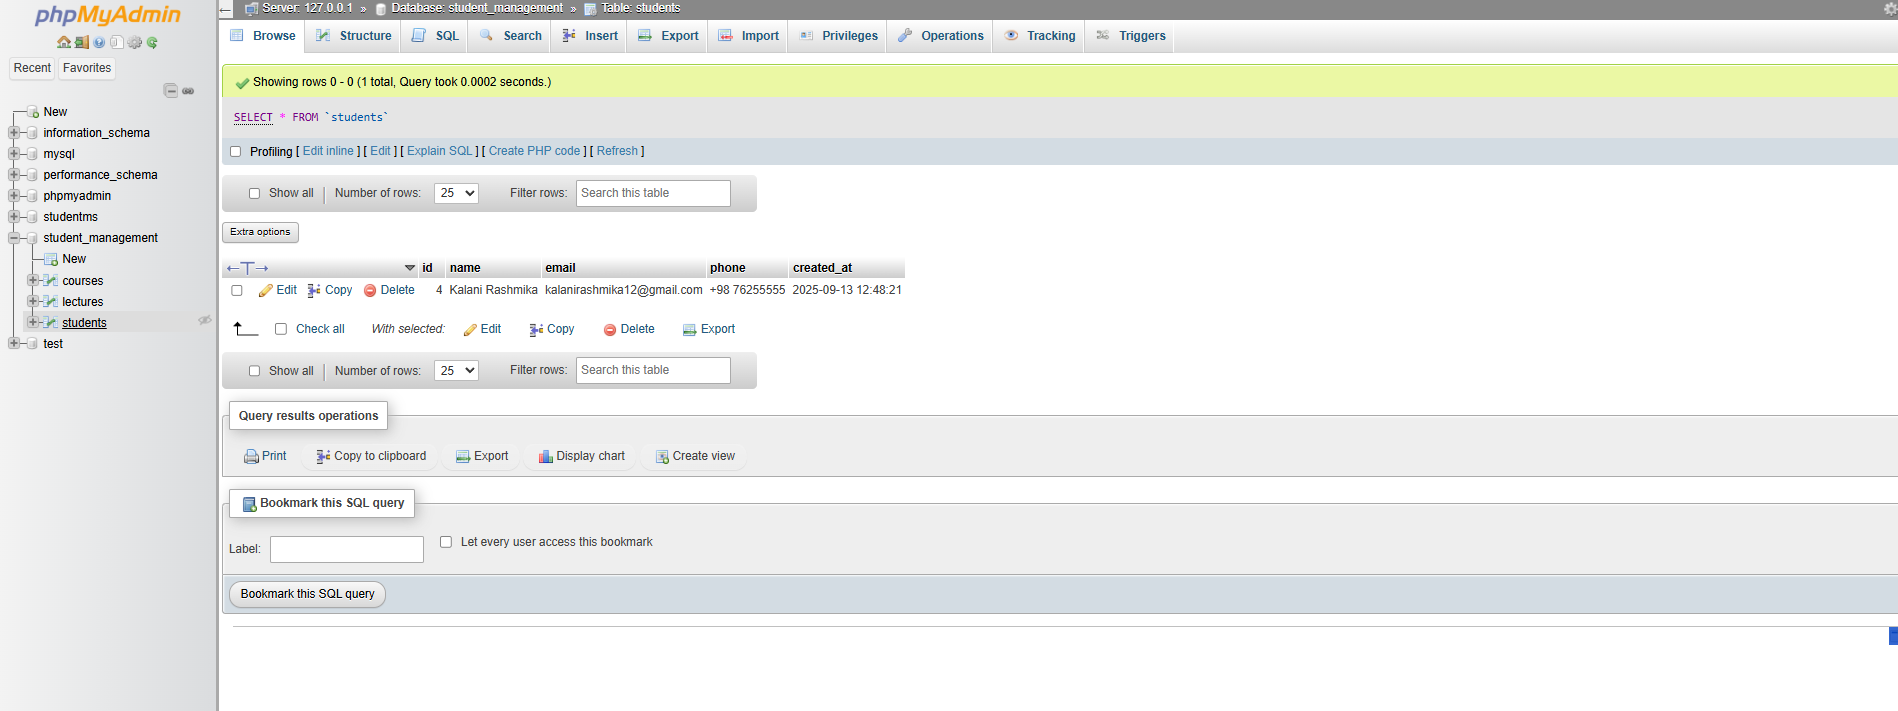 phpMyAdmin
Recent Favorites
New
information_schema
mysql
performance_schema
phpmyadmin
studentms
student_management
New
courses
lectures
students
test
Server: 127.0.0.1 » Database: student_management » Table: students
Browse Structure SQL Search Insert Export Import Privileges Operations Tracking Triggers
Showing rows 0 - 0 (1 total, Query took 0.0002 seconds.)
SELECT * FROM `students`
Profiling [ Edit inline ] [ Edit ] [ Explain SQL ] [ Create PHP code ] [ Refresh ]
Show all | Number of rows: 25 Filter rows: Search this table
Extra options
←T→ id name email phone created_at
Edit Copy Delete 4 Kalani Rashmika kalanirashmika12@gmail.com +98 76255555 2025-09-13 12:48:21
Check all With selected: Edit Copy Delete Export
Show all | Number of rows: 25 Filter rows: Search this table
Query results operations
Print Copy to clipboard Export Display chart Create view
Bookmark this SQL query
Label: Let every user access this bookmark
Bookmark this SQL query